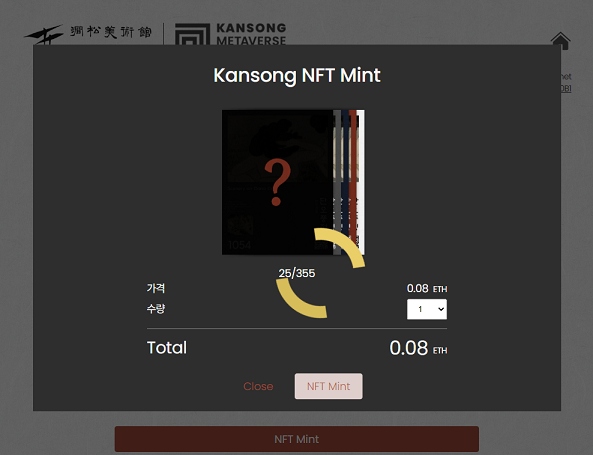 澗松美術館
KANSONG
METAVERSE
Kansong NFT Mint
?
1054
25/355
가격
0.08 ETH
수량
1
Total
0.08 ETH
Close
NFT Mint
NFT Mint